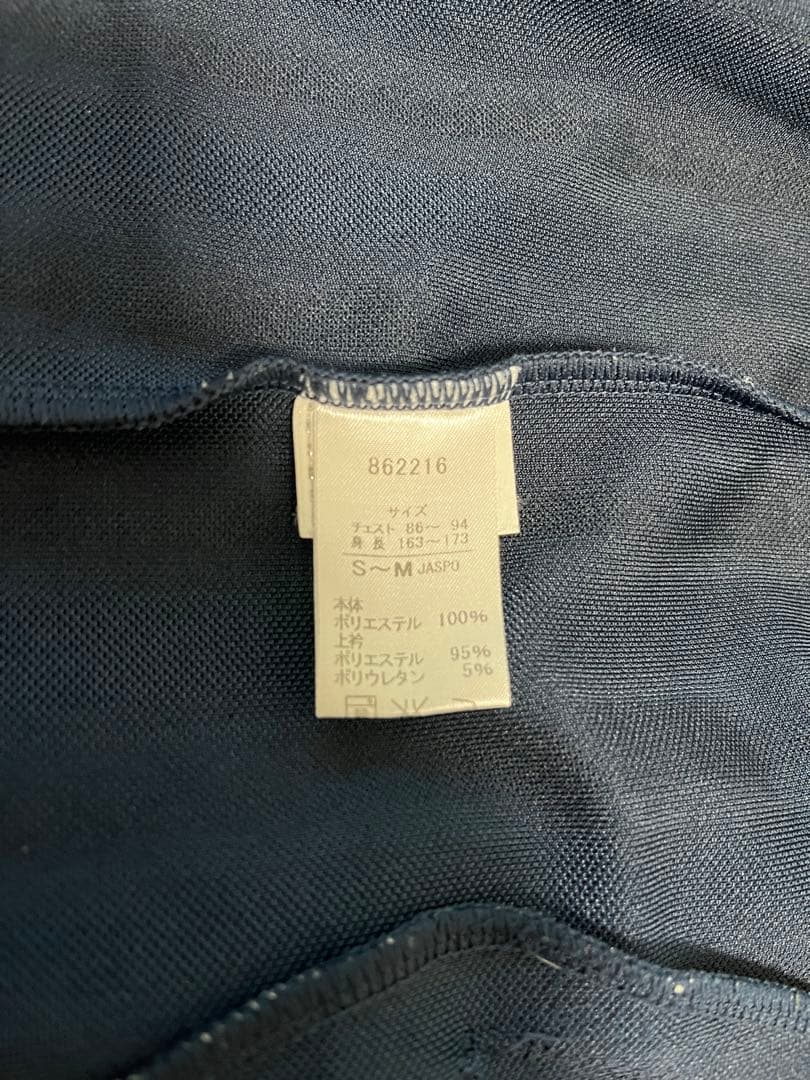 862216
サイズ
チェスト 86～ 94
身 長 163～173
S～M JASPO
本体
ポリエステル 100%
上衿
ポリエステル 95%
ポリウレタン 5%